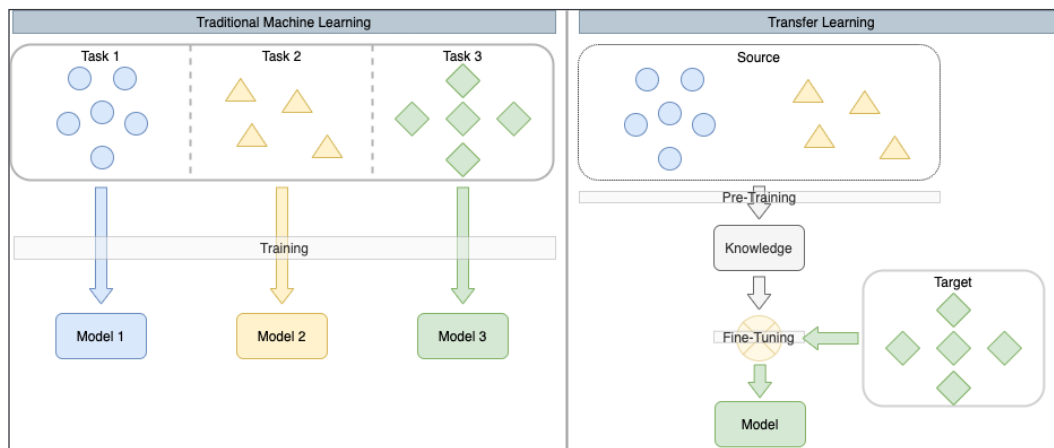 Traditional Machine Learning
Task 1
Task 2
Task 3
Training
Model 1
Model 2
Model 3
Transfer Learning
Source
Pre-Training
Knowledge
Target
Fine-Tuning
Model